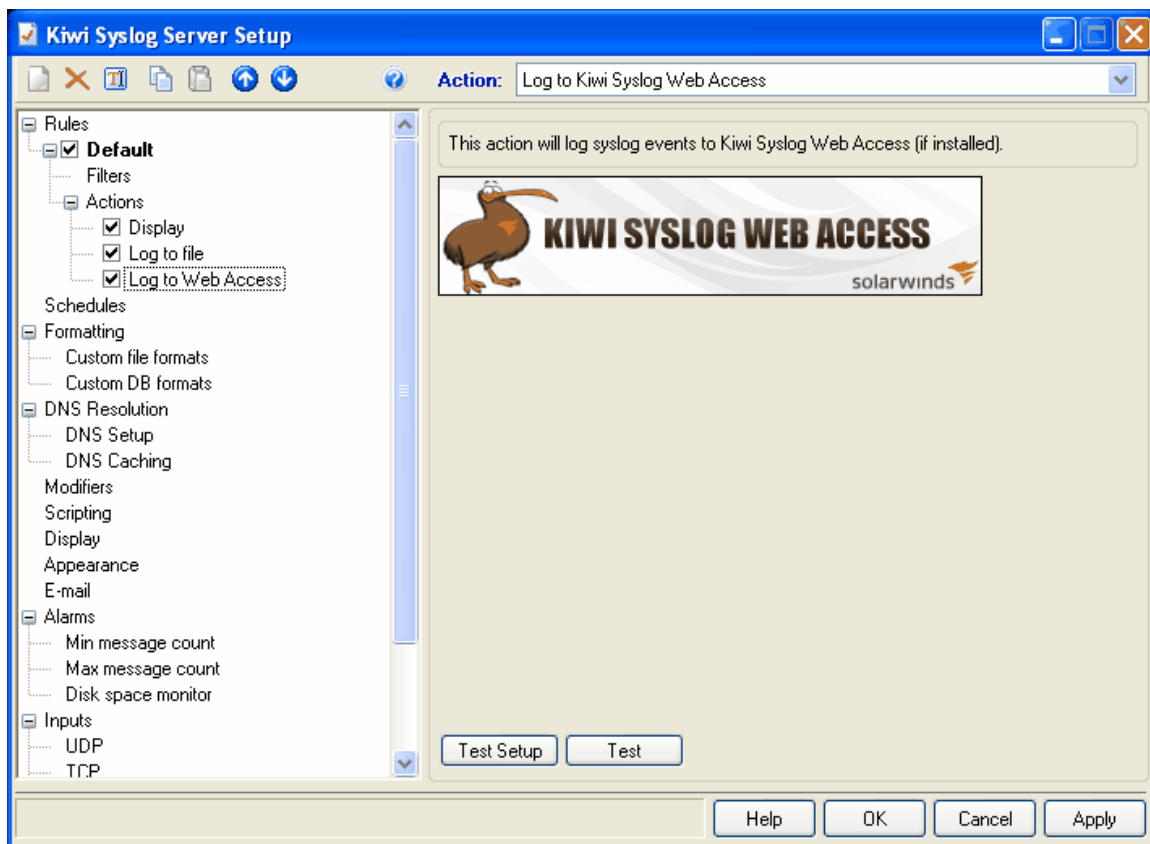 Kiwi Syslog Server Setup
Action: Log to Kiwi Syslog Web Access
Rules
Default
Filters
Actions
Display
Log to file
Log to Web Access
Schedules
Formatting
Custom file formats
Custom DB formats
DNS Resolution
DNS Setup
DNS Caching
Modifiers
Scripting
Display
Appearance
E-mail
Alarms
Min message count
Max message count
Disk space monitor
Inputs
UDP
TCP
This action will log syslog events to Kiwi Syslog Web Access (if installed).
KIWI SYSLOG WEB ACCESS
solarwinds
Test Setup Test
Help OK Cancel Apply